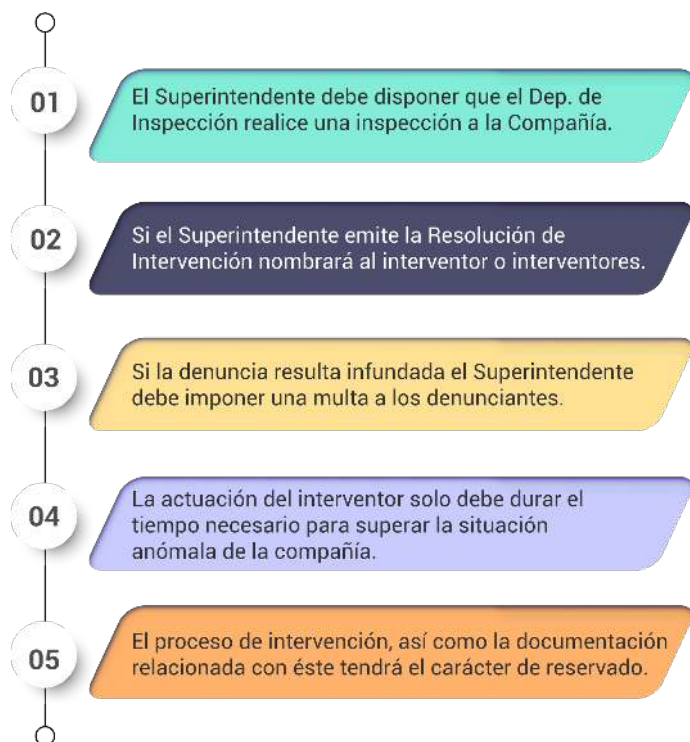 01
El Superintendente debe disponer que el Dep. de
Inspección realice una inspección a la Compañía.
02
Si el Superintendente emite la Resolución de
Intervención nombrará al interventor o interventores.
03
Si la denuncia resulta infundada el Superintendente
debe imponer una multa a los denunciantes.
04
La actuación del interventor solo debe durar el
tiempo necesario para superar la situación
anómala de la compañía.
05
El proceso de intervención, así como la documentación
relacionada con éste tendrá el carácter de reservado.